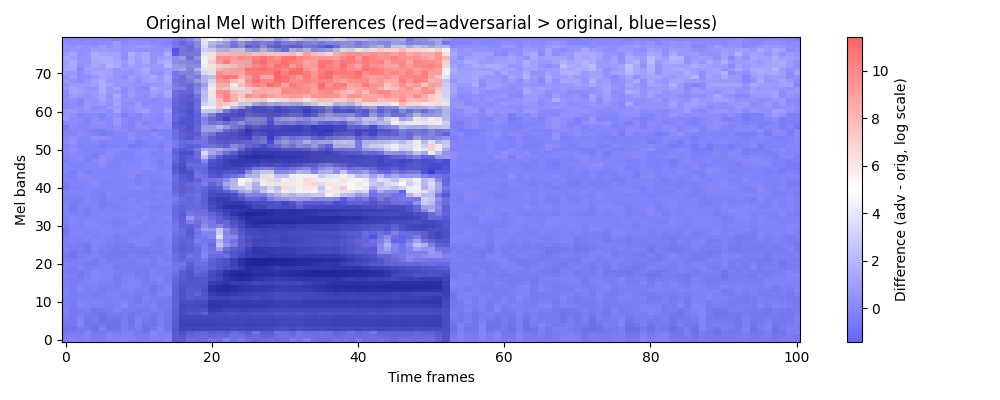 Original Mel with Differences (red=adversarial > original, blue=less)
Mel bands
70
60
50
40
30
20
10
0
0 20 40 60 80 100
Time frames
10
8
6
4
2
0
Difference (adv - orig, log scale)